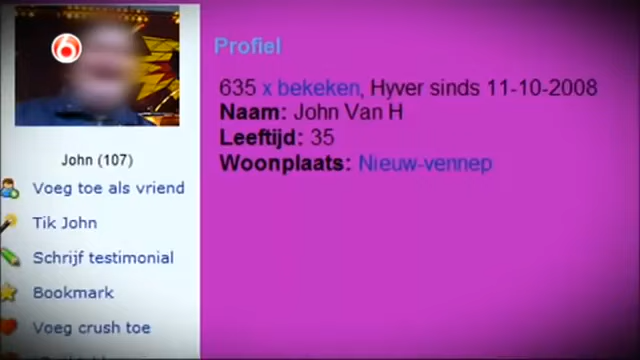 6
Profiel
635 x bekeken, Hyver sinds 11-10-2008
Naam: John Van H
Leeftijd: 35
Woonplaats: Nieuw-vennep
John (107)
Voeg toe als vriend
Tik John
Schrijf testimonial
Bookmark
Voeg crush toe